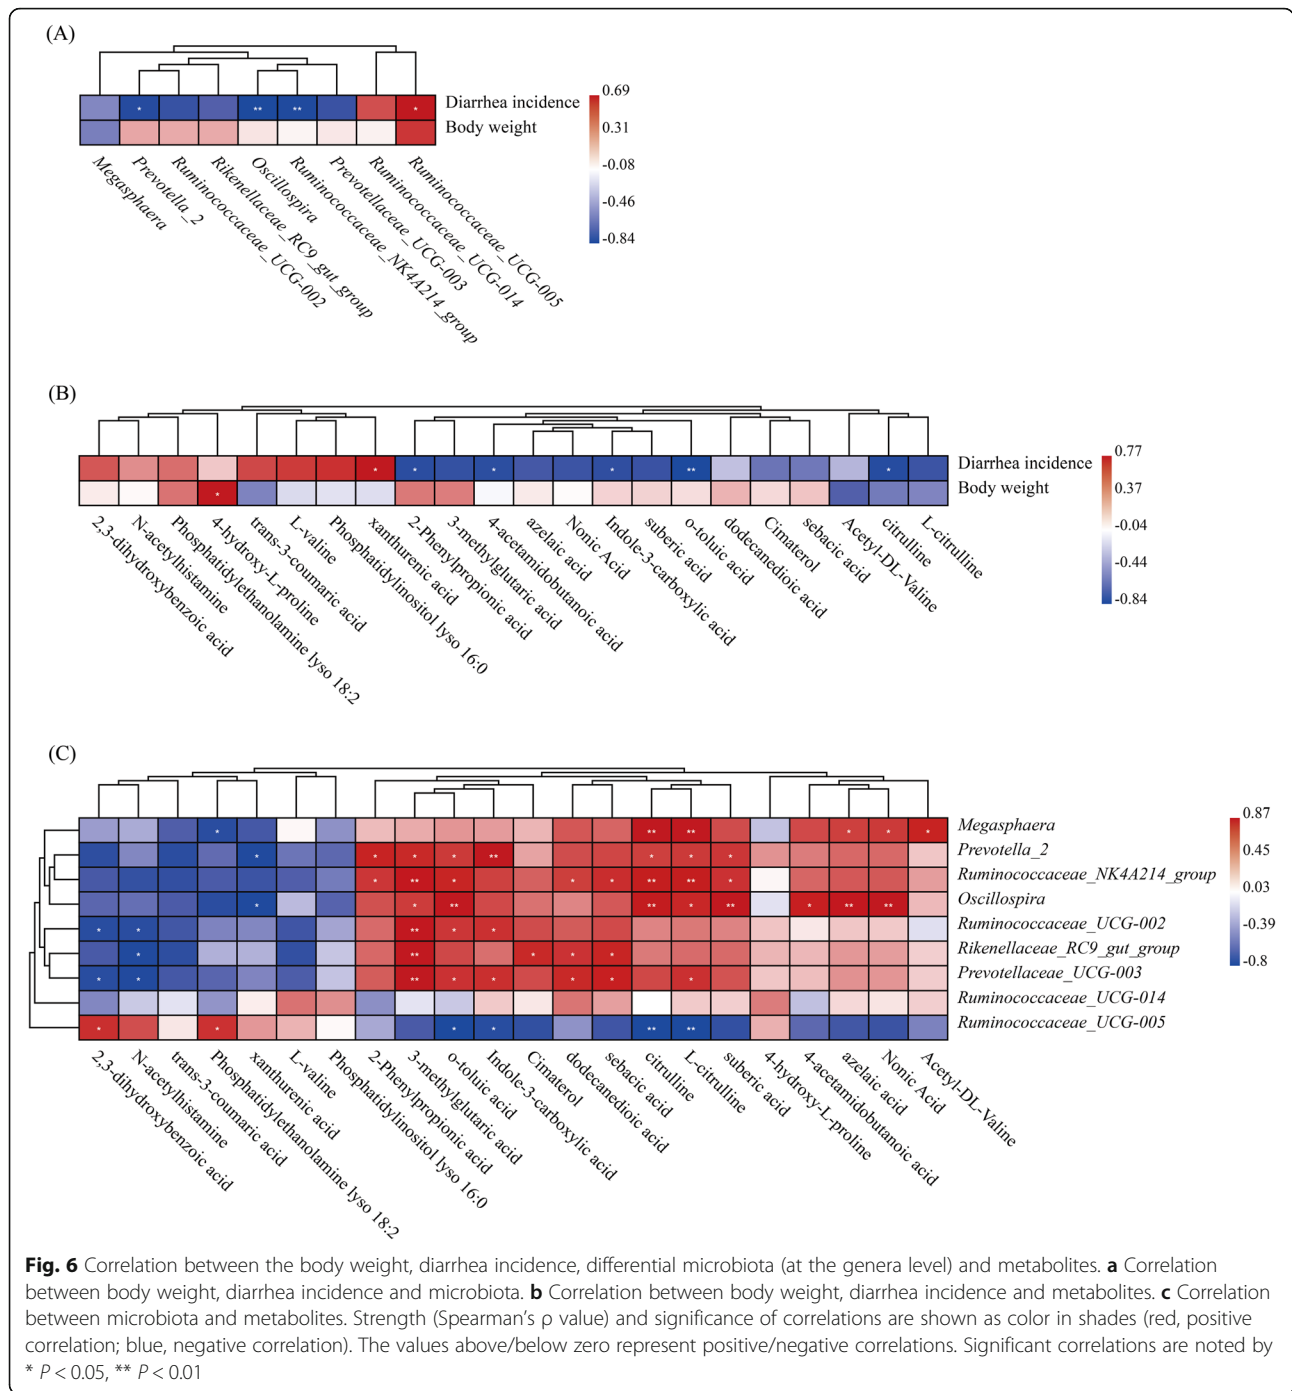 (A)
* ** ** *
Diarrhea incidence
Body weight
0.69
0.31
-0.08
-0.46
-0.84
Megasphaera
Prevotella_2
Ruminococcaceae_UCG-002
Rikenellaceae_RC9_gut_group
Oscillospira
Ruminococcaceae_NK4A214_group
Prevotellaceae_UCG-003
Ruminococcaceae_UCG-014
Ruminococcaceae_UCG-005
(B)
* * * * ** *
Diarrhea incidence
*
Body weight
0.77
0.37
-0.04
-0.44
-0.84
2,3-dihydroxybenzoic acid
N-acetylhistamine
Phosphatidylethanolamine lyso 18:2
4-hydroxy-L-proline
trans-3-coumaric acid
L-valine
Phosphatidylinositol lyso 16:0
xanthurenic acid
2-Phenylpropionic acid
3-methylglutaric acid
4-acetamidobutanoic acid
azelaic acid
Nonic Acid
Indole-3-carboxylic acid
suberic acid
o-toluic acid
dodecanedioic acid
Cimaterol
sebacic acid
Acetyl-DL-Valine
citrulline
L-citrulline
(C)
* ** ** * * *
Megasphaera
* * * * ** * * *
Prevotella_2
* ** * * * ** ** *
Ruminococcaceae_NK4A214_group
* * ** ** * ** * ** **
Oscillospira
* * ** * *
Ruminococcaceae_UCG-002
* ** * * *
Rikenellaceae_RC9_gut_group
* * ** * * * * *
Prevotellaceae_UCG-003
Ruminococcaceae_UCG-014
* * * * ** **
Ruminococcaceae_UCG-005
0.87
0.45
0.03
-0.39
-0.8
2,3-dihydroxybenzoic acid
N-acetylhistamine
trans-3-coumaric acid
Phosphatidylethanolamine lyso 18:2
xanthurenic acid
L-valine
Phosphatidylinositol lyso 16:0
2-Phenylpropionic acid
3-methylglutaric acid
o-toluic acid
Indole-3-carboxylic acid
Cimaterol
dodecanedioic acid
sebacic acid
citrulline
L-citrulline
suberic acid
4-hydroxy-L-proline
4-acetamidobutanoic acid
azelaic acid
Nonic Acid
Acetyl-DL-Valine
Fig. 6 Correlation between the body weight, diarrhea incidence, differential microbiota (at the genera level) and metabolites. a Correlation
between body weight, diarrhea incidence and microbiota. b Correlation between body weight, diarrhea incidence and metabolites. c Correlation
between microbiota and metabolites. Strength (Spearman's ρ value) and significance of correlations are shown as color in shades (red, positive
correlation; blue, negative correlation). The values above/below zero represent positive/negative correlations. Significant correlations are noted by
* P < 0.05, ** P < 0.01